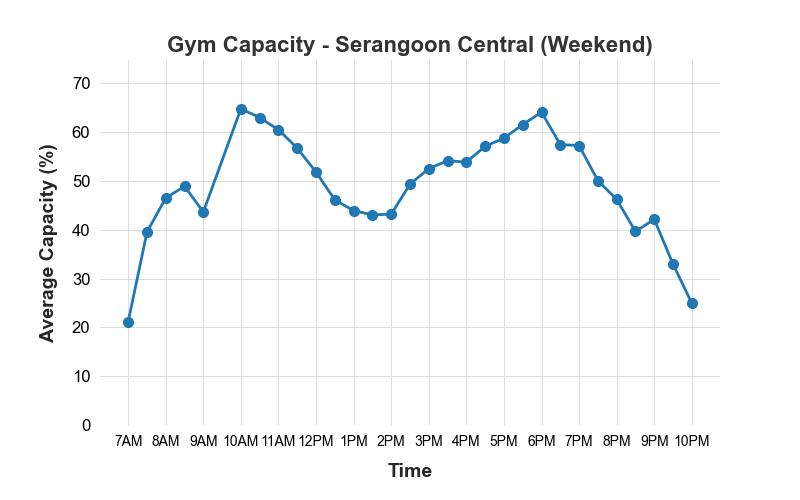 Gym Capacity - Serangoon Central (Weekend)
Average Capacity (%)
70
60
50
40
30
20
10
0
7AM 8AM 9AM 10AM 11AM 12PM 1PM 2PM 3PM 4PM 5PM 6PM 7PM 8PM 9PM 10PM
Time